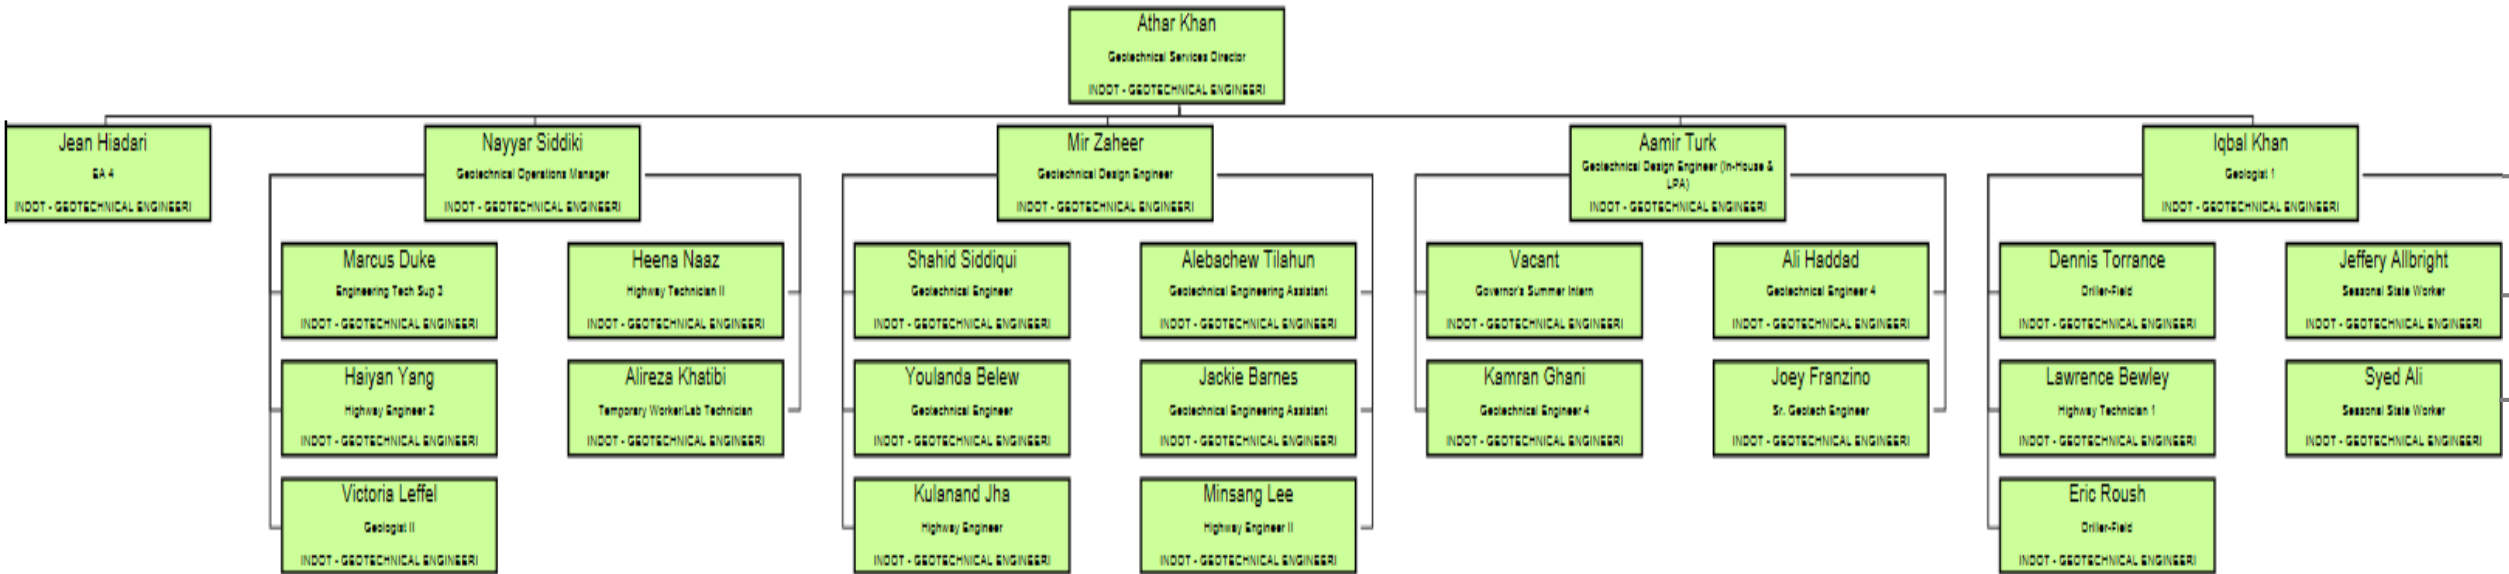 Athar Khan
Geotechnical Services Director
INDOT - GEOTECHNICAL ENGINEERI
Jean Hiadari
EA 4
INDOT - GEOTECHNICAL ENGINEERI
Nayyar Siddiki
Geotechnical Operations Manager
INDOT - GEOTECHNICAL ENGINEERI
Mir Zaheer
Geotechnical Design Engineer
INDOT - GEOTECHNICAL ENGINEERI
Aamir Turk
Geotechnical Design Engineer (In-House &
LPA)
INDOT - GEOTECHNICAL ENGINEERI
Iqbal Khan
Geologist 1
INDOT - GEOTECHNICAL ENGINEERI
Marcus Duke
Engineering Tech Sup 3
INDOT - GEOTECHNICAL ENGINEERI
Heena Naaz
Highway Technician II
INDOT - GEOTECHNICAL ENGINEERI
Shahid Siddiqui
Geotechnical Engineer
INDOT - GEOTECHNICAL ENGINEERI
Alebachew Tilahun
Geotechnical Engineering Assistant
INDOT - GEOTECHNICAL ENGINEERI
Vacant
Governor's Summer Intern
INDOT - GEOTECHNICAL ENGINEERI
Ali Haddad
Geotechnical Engineer 4
INDOT - GEOTECHNICAL ENGINEERI
Dennis Torrance
Driller-Field
INDOT - GEOTECHNICAL ENGINEERI
Jeffery Allbright
Seasonal State Worker
INDOT - GEOTECHNICAL ENGINEERI
Haiyan Yang
Highway Engineer 2
INDOT - GEOTECHNICAL ENGINEERI
Alireza Khatibi
Temporary Worker/Lab Technician
INDOT - GEOTECHNICAL ENGINEERI
Youlanda Belew
Geotechnical Engineer
INDOT - GEOTECHNICAL ENGINEERI
Jackie Barnes
Geotechnical Engineering Assistant
INDOT - GEOTECHNICAL ENGINEERI
Kamran Ghani
Geotechnical Engineer 4
INDOT - GEOTECHNICAL ENGINEERI
Joey Franzino
Sr. Geotech Engineer
INDOT - GEOTECHNICAL ENGINEERI
Lawrence Bewley
Highway Technician 1
INDOT - GEOTECHNICAL ENGINEERI
Syed Ali
Seasonal State Worker
INDOT - GEOTECHNICAL ENGINEERI
Victoria Leffel
Geologist II
INDOT - GEOTECHNICAL ENGINEERI
Kulanand Jha
Highway Engineer
INDOT - GEOTECHNICAL ENGINEERI
Minsang Lee
Highway Engineer II
INDOT - GEOTECHNICAL ENGINEERI
Eric Roush
Driller-Field
INDOT - GEOTECHNICAL ENGINEERI